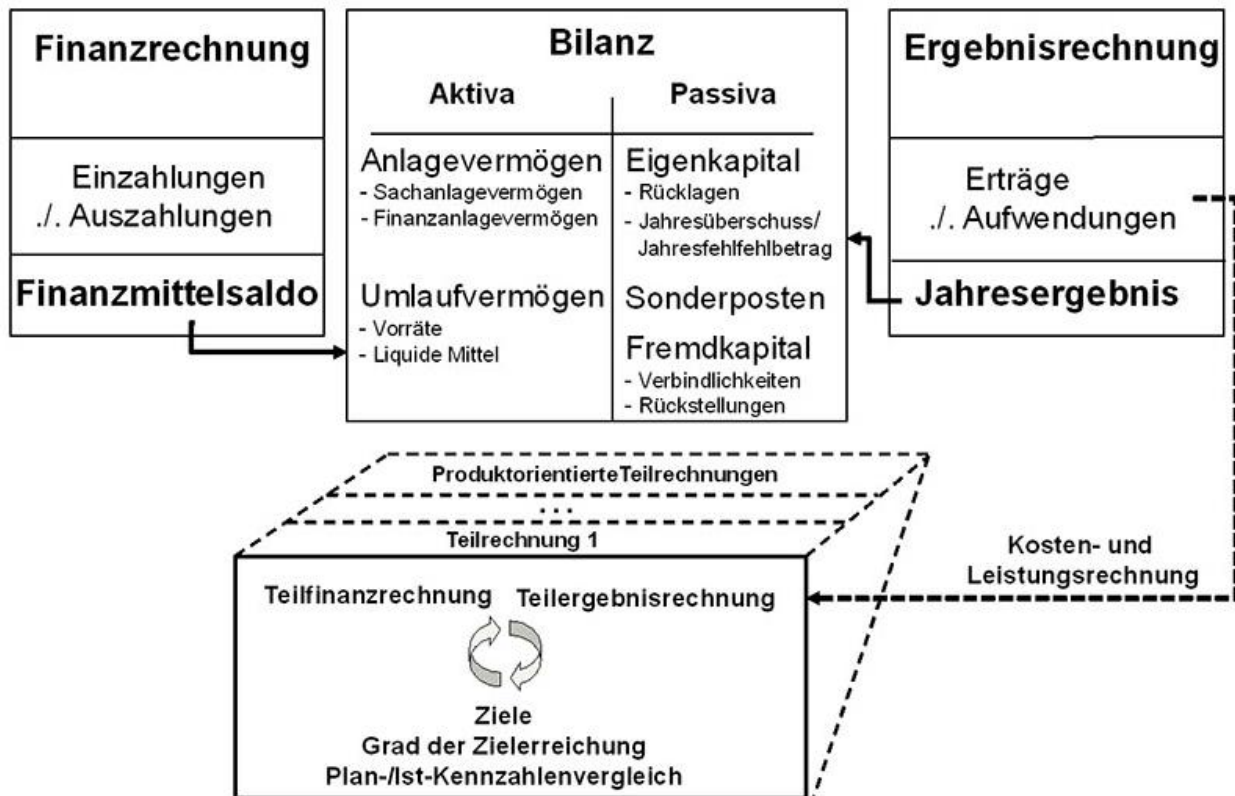 Finanzrechnung
Einzahlungen
./. Auszahlungen
Finanzmittelsaldo
Bilanz
Aktiva
Anlagevermögen
- Sachanlagevermögen
- Finanzanlagevermögen
Umlaufvermögen
- Vorräte
- Liquide Mittel
Passiva
Eigenkapital
- Rücklagen
- Jahresüberschuss/
Jahresfehlfehlbetrag
Sonderposten
Fremdkapital
- Verbindlichkeiten
- Rückstellungen
Ergebnisrechnung
Erträge
./. Aufwendungen
Jahresergebnis
Produktorientierte Teilrechnungen
...
Teilrechnung 1
Teilfinanzrechnung
Teilergebnisrechnung
Ziele
Grad der Zielerreichung
Plan-/Ist-Kennzahlenvergleich
Kosten- und
Leistungsrechnung